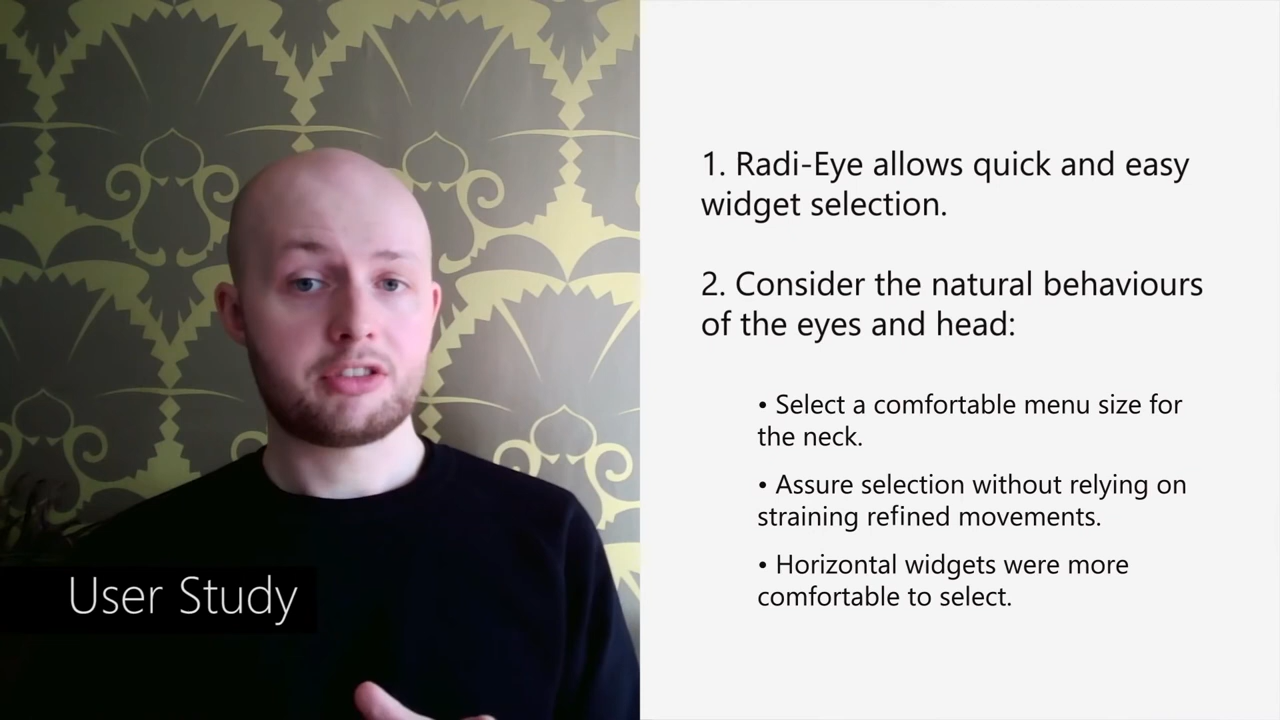 1. Radi-Eye allows quick and easy
widget selection.
2. Consider the natural behaviours
of the eyes and head:
• Select a comfortable menu size for
the neck.
• Assure selection without relying on
straining refined movements.
• Horizontal widgets were more
comfortable to select.
User Study